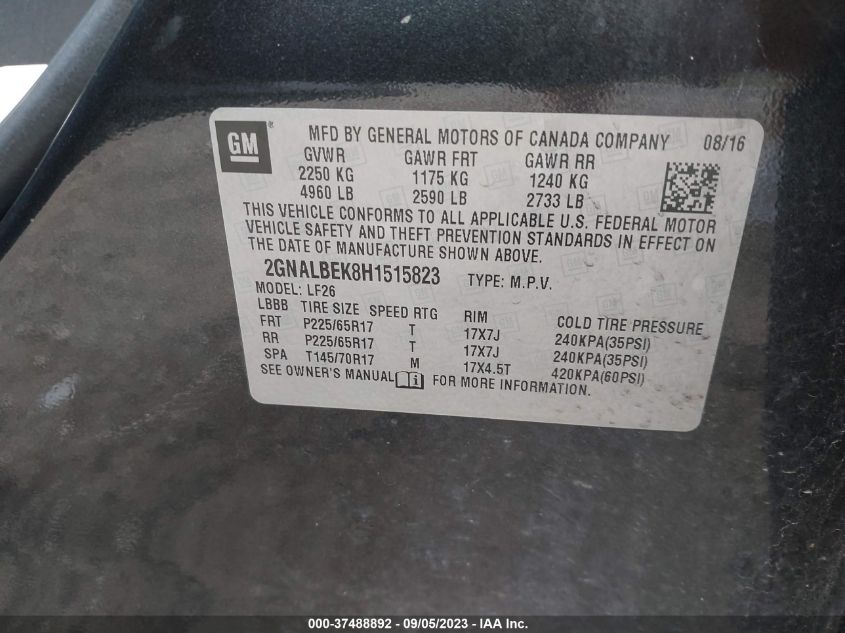 GM
MFD BY GENERAL MOTORS OF CANADA COMPANY 08/16
GVWR GAWR FRT GAWR RR
2250 KG 1175 KG 1240 KG
4960 LB 2590 LB 2733 LB
THIS VEHICLE CONFORMS TO ALL APPLICABLE U.S. FEDERAL MOTOR
VEHICLE SAFETY AND THEFT PREVENTION STANDARDS IN EFFECT ON
THE DATE OF MANUFACTURE SHOWN ABOVE.
2GNALBEK8H1515823 TYPE: M.P.V.
MODEL: LF26
LBBB TIRE SIZE SPEED RTG RIM COLD TIRE PRESSURE
FRT P225/65R17 T 17X7J 240KPA(35PSI)
RR P225/65R17 T 17X7J 240KPA(35PSI)
SPA T145/70R17 M 17X4.5T 420KPA(60PSI)
SEE OWNER'S MANUAL FOR MORE INFORMATION.
000-37488892 - 09/05/2023 - IAA Inc.